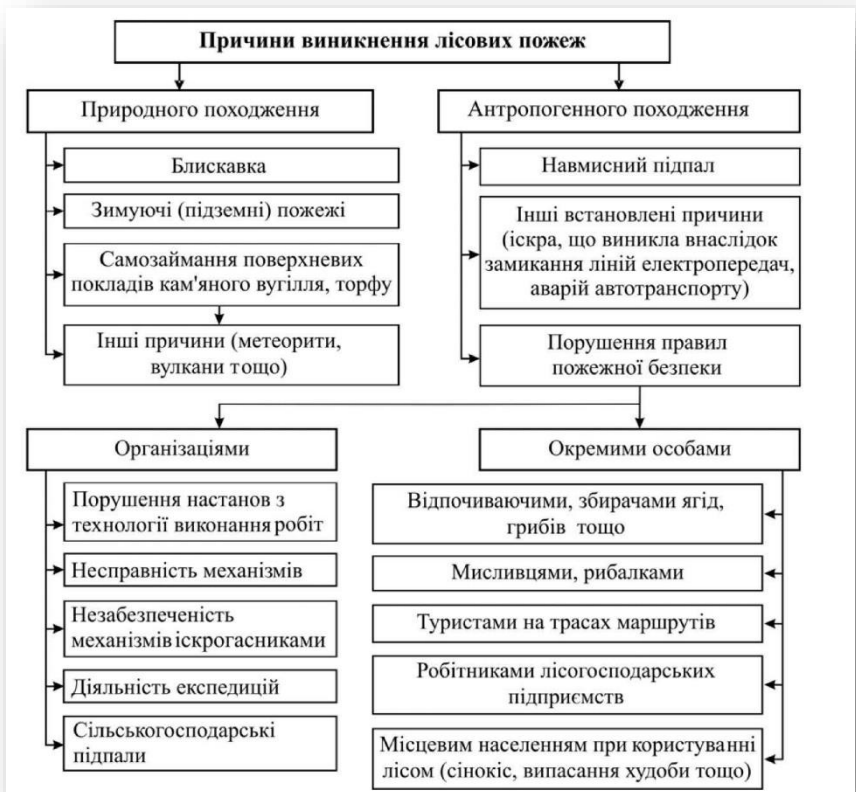 Причини виникнення лісових пожеж
Природного походження
Блискавка
Зимуючі (підземні) пожежі
Самозаймання поверхневих
покладів кам'яного вугілля, торфу
Інші причини (метеорити,
вулкани тощо)
Антропогенного походження
Навмисний підпал
Інші встановлені причини
(іскра, що виникла внаслідок
замикання ліній електропередач,
аварій автотранспорту)
Порушення правил
пожежної безпеки
Організаціями
Порушення настанов з
технології виконання робіт
Несправність механізмів
Незабезпеченість
механізмів іскрогасниками
Діяльність експедицій
Сільськогосподарські
підпали
Окремими особами
Відпочиваючими, збирачами ягід,
грибів тощо
Мисливцями, рибалками
Туристами на трасах маршрутів
Робітниками лісогосподарських
підприємств
Місцевим населенням при користуванні
лісом (сінокіс, випасання худоби тощо)